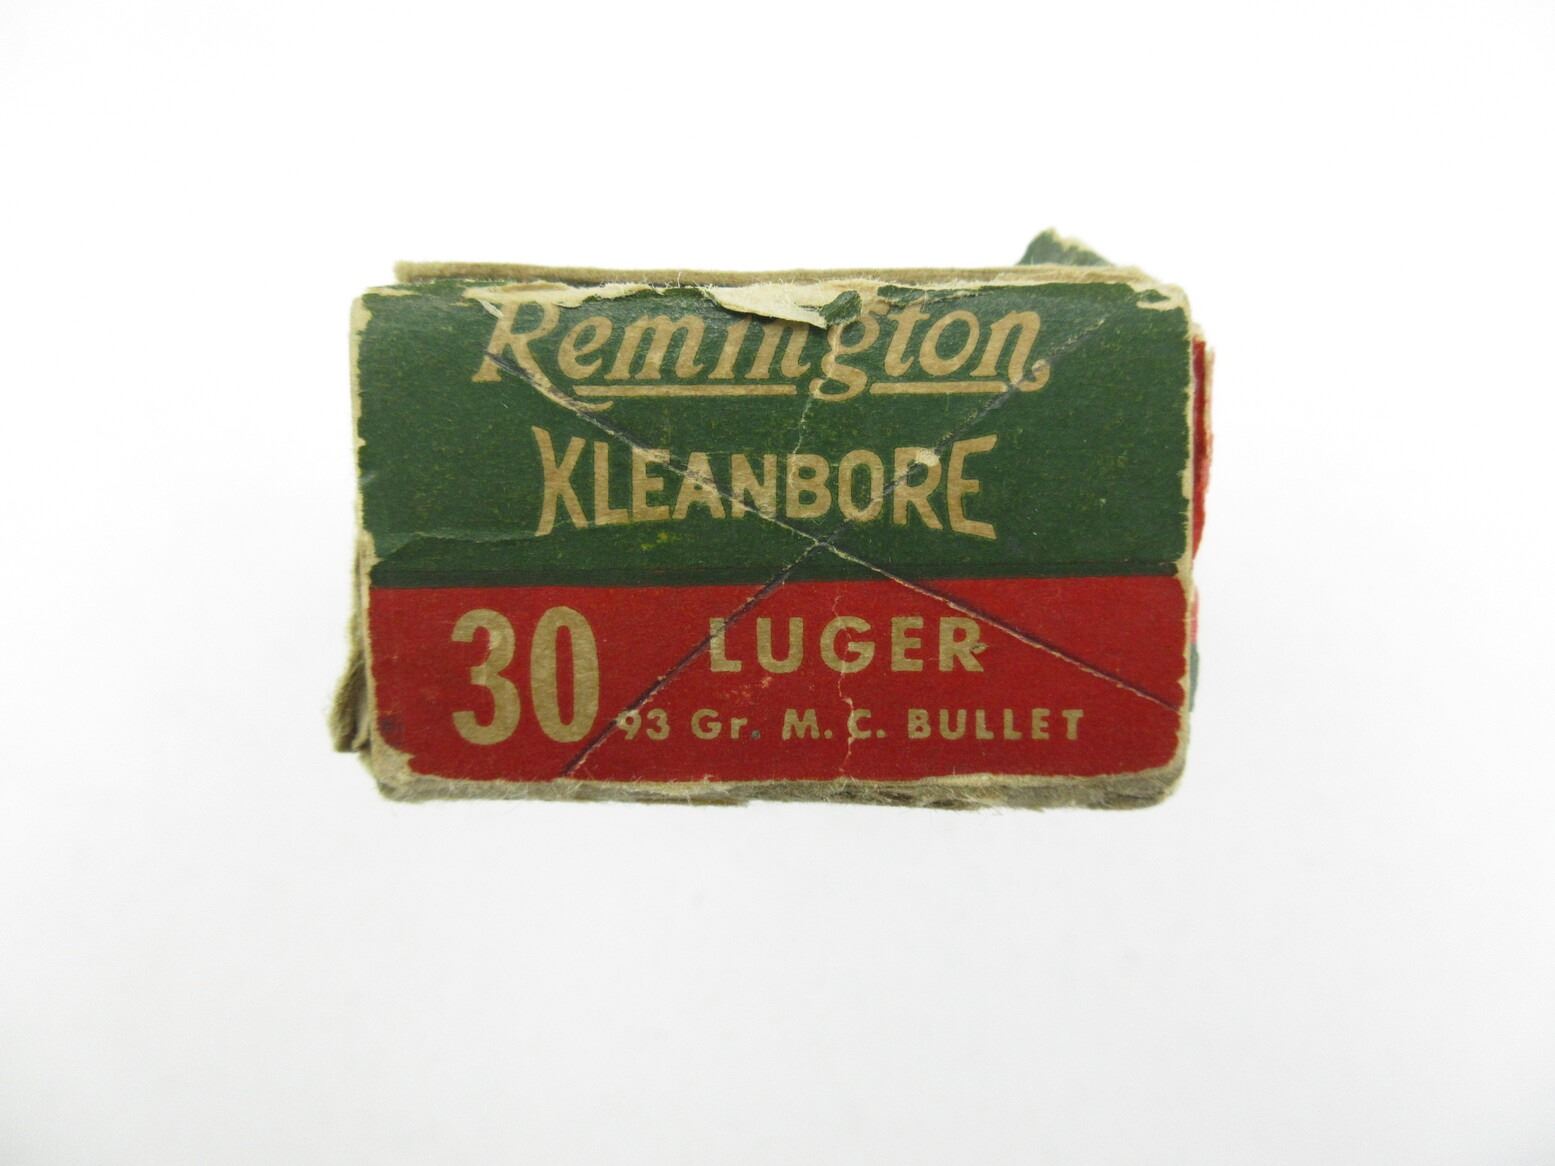 Remington
KLEANBORE
30 LUGER
93 Gr. M. C. BULLET